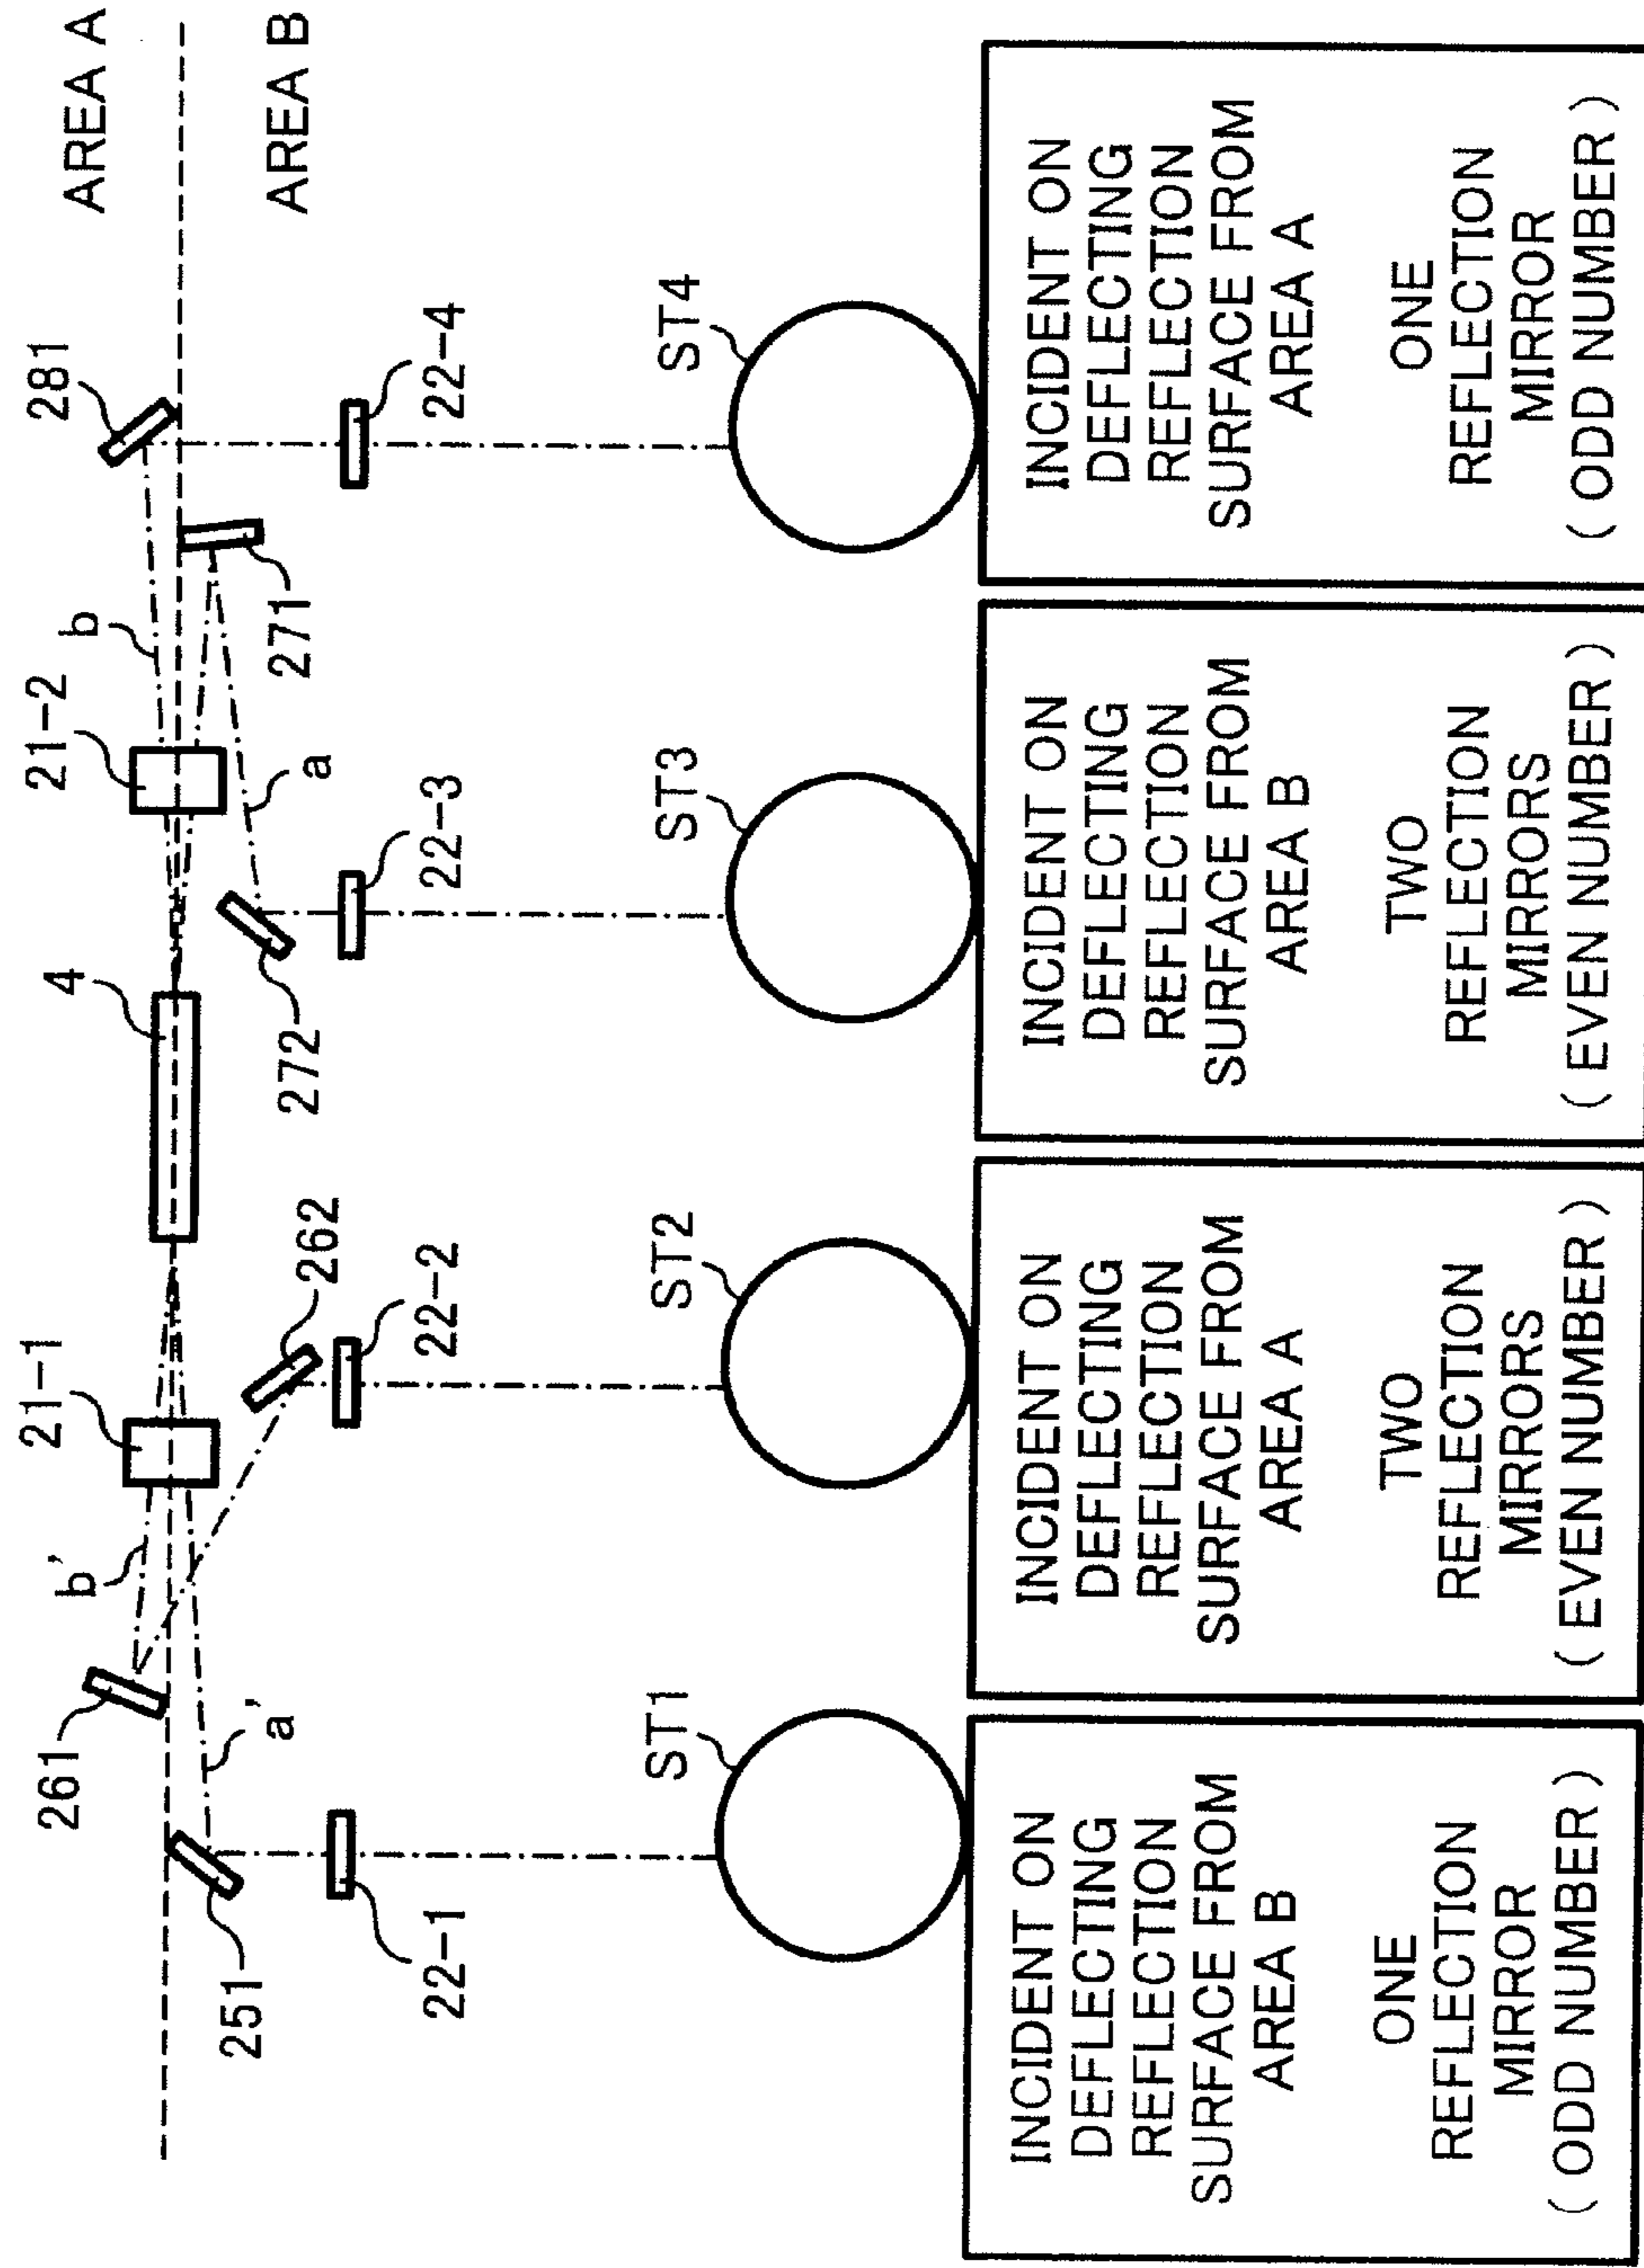 AREA A
AREA B
21-1
4
21-2
281
261
b'
b
251
a'
262
272
a
271
22-1
22-2
22-3
22-4
ST1
ST2
ST3
ST4
INCIDENT ON
DEFLECTING
REFLECTION
SURFACE FROM
AREA B
ONE
REFLECTION
MIRROR
( ODD NUMBER )
INCIDENT ON
DEFLECTING
REFLECTION
SURFACE FROM
AREA A
TWO
REFLECTION
MIRRORS
( EVEN NUMBER )
INCIDENT ON
DEFLECTING
REFLECTION
SURFACE FROM
AREA B
TWO
REFLECTION
MIRRORS
( EVEN NUMBER )
INCIDENT ON
DEFLECTING
REFLECTION
SURFACE FROM
AREA A
ONE
REFLECTION
MIRROR
( ODD NUMBER )